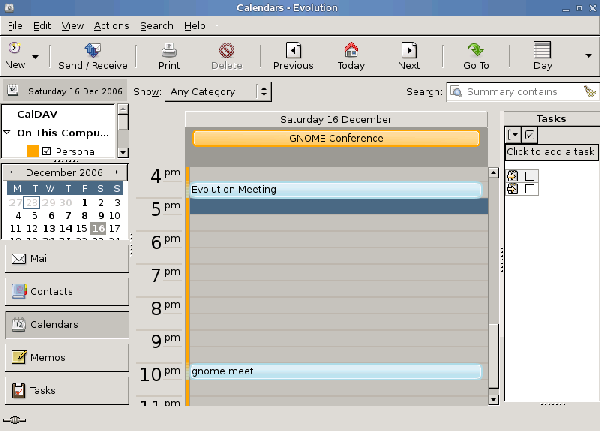 Calendars - Evolution
File Edit View Actions Search Help
New Send / Receive Print Delete Previous Today Next Go To Day
Saturday 16 Dec 2006 Show: Any Category Search: Summary contains
CalDAV
On This Compu...
Persona
December 2006
M T W T F S S
27 28 29 30 1 2 3
4 5 6 7 8 9 10
11 12 13 14 15 16 17
Mail
Contacts
Calendars
Memos
Tasks
Saturday 16 December
GNOME Conference
4 pm
Evolution Meeting
5 pm
6 pm
7 pm
8 pm
9 pm
10 pm
gnome meet
11 pm
Tasks
Click to add a task